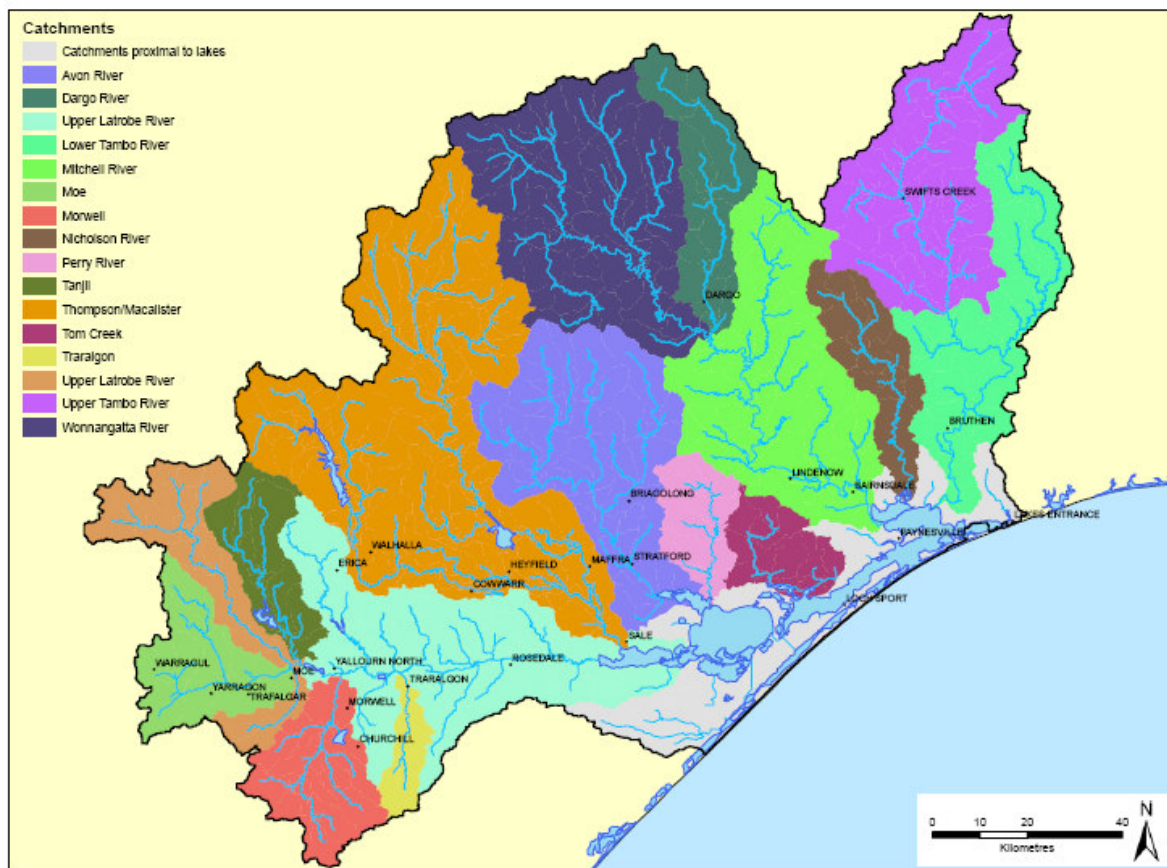 Catchments
Catchments proximal to lakes
Avon River
Dargo River
Upper Latrobe River
Lower Tambo River
Mitchell River
Moe
Morwell
Nicholson River
Perry River
Tanjil
Thompson/Macalister
Tom Creek
Traralgon
Upper Latrobe River
Upper Tambo River
Wonnangatta River
SWIFTS CREEK
DARGO
BRUTHEN
LINDENOW
BAIRNSDALE
BRIAGOLONG
LAKES ENTRANCE
PAYNESVILLE
WALHALLA
ERICA
HEYFIELD
MAFFRA
STRATFORD
COWWARR
LOCH SPORT
SALE
WARRAGUL
YALLOURN NORTH
ROSEDALE
MOE
YARRAGON
TRAFALGAR
TRARALGON
MORWELL
CHURCHILL
N
0 10 20 40
Kilometres